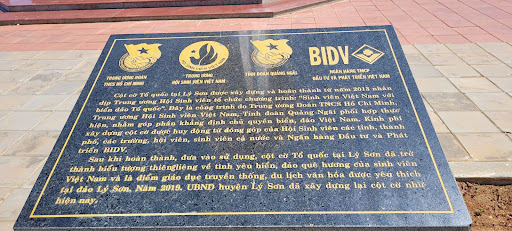 TRUNG ƯƠNG ĐOÀN
TNCS HỒ CHÍ MINH
TRUNG ƯƠNG
HỘI SINH VIÊN VIỆT NAM
TỈNH ĐOÀN QUẢNG NGÃI
BIDV
NGÂN HÀNG TMCP
ĐẦU TƯ VÀ PHÁT TRIỂN VIỆT NAM
Cột cờ Tổ quốc tại Lý Sơn được xây dựng và hoàn thành từ năm 2013 nhân
dịp Trung ương Hội Sinh viên tổ chức chương trình "Sinh viên Việt Nam với
biển đảo Tổ quốc". Đây là công trình do Trung ương Đoàn TNCS Hồ Chí Minh,
Trung ương Hội Sinh viên Việt Nam, Tỉnh đoàn Quảng Ngãi phối hợp thực
hiện, nhằm góp phần khẳng định chủ quyền biển, đảo Việt Nam. Kinh phí
xây dựng cột cờ được huy động từ đóng góp của Hội Sinh viên các tỉnh, thành
phố, các trường, hội viên, sinh viên cả nước và Ngân hàng Đầu tư và Phát
triển BIDV.
Sau khi hoàn thành, đưa vào sử dụng, cột cờ Tổ quốc tại Lý Sơn đã trở
thành biểu tượng thiêng liêng về tình yêu biển, đảo quê hương của sinh viên
Việt Nam và là điểm giáo dục truyền thống, du lịch văn hóa được yêu thích
tại đảo Lý Sơn. Năm 2019, UBND huyện Lý Sơn đã xây dựng lại cột cờ như
hiện nay.